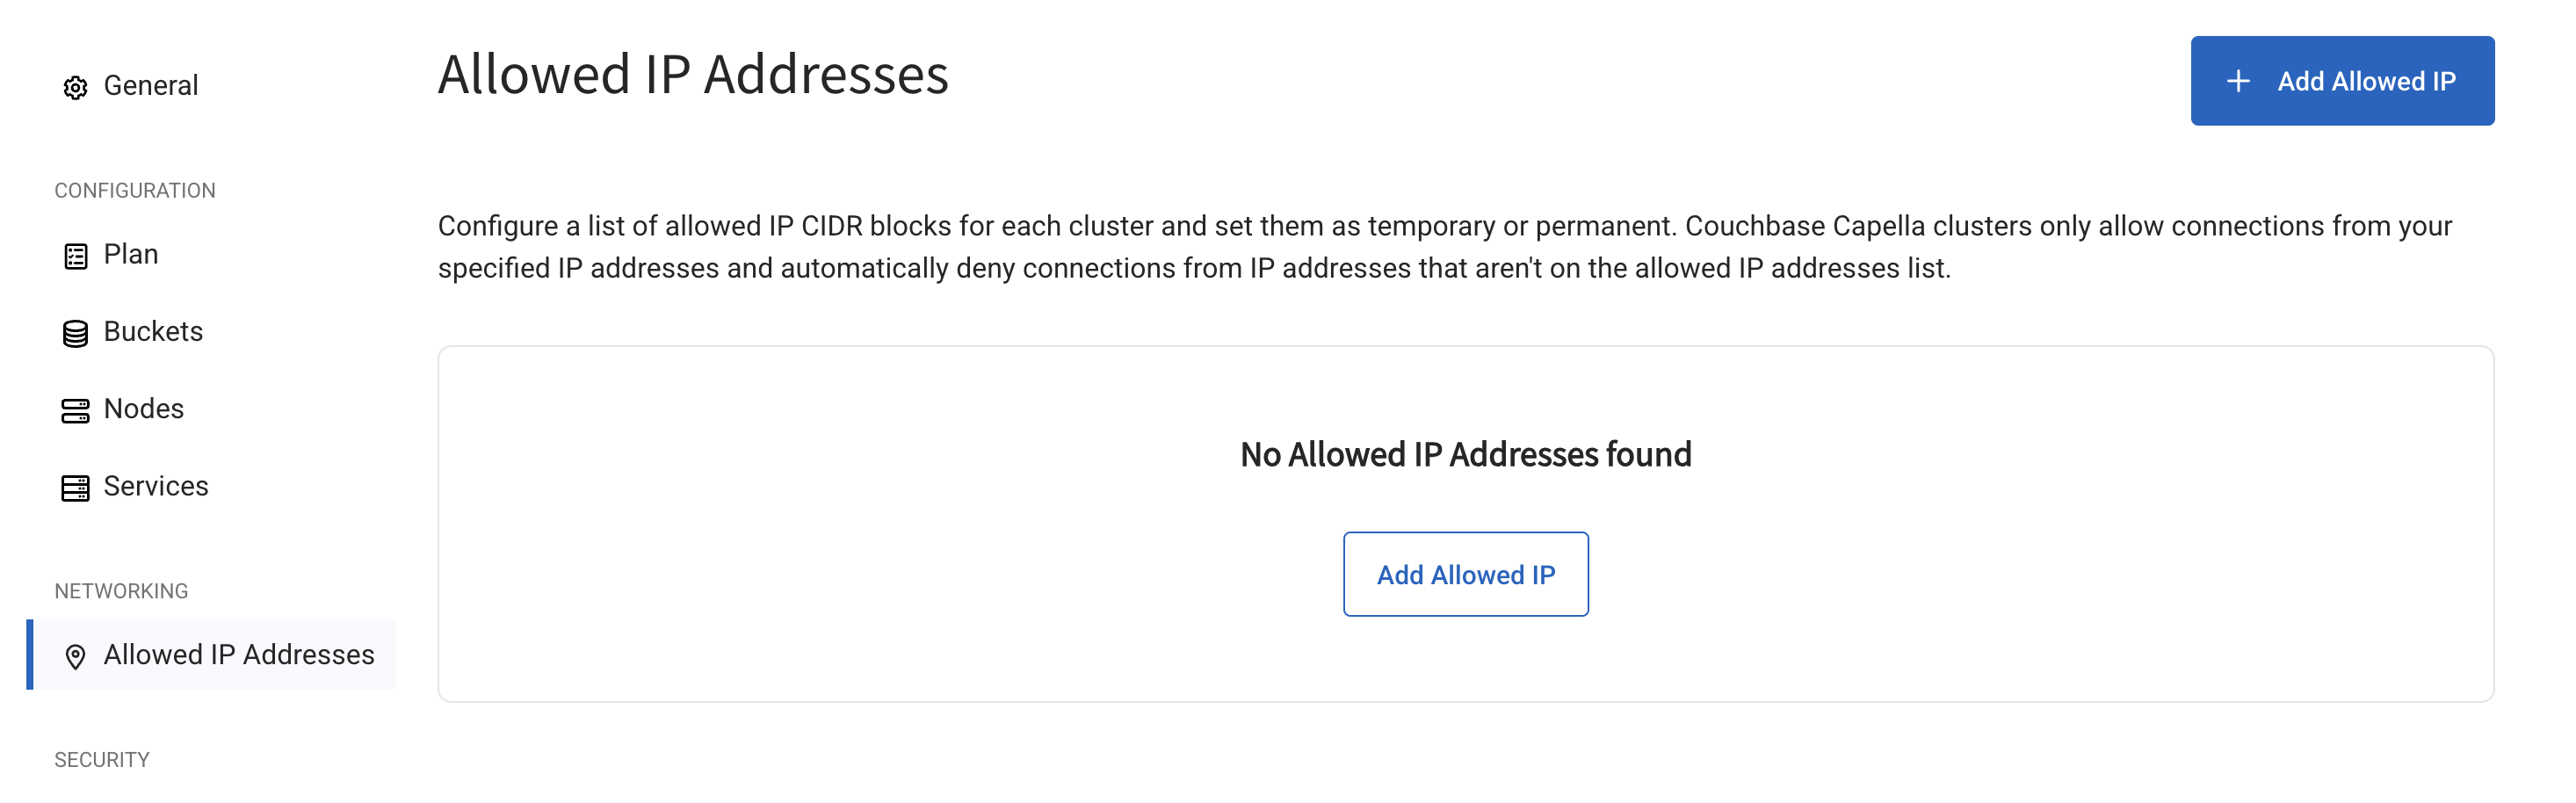 General
CONFIGURATION
Plan
Buckets
Nodes
Services
NETWORKING
Allowed IP Addresses
SECURITY
Allowed IP Addresses
Add Allowed IP
Configure a list of allowed IP CIDR blocks for each cluster and set them as temporary or permanent. Couchbase Capella clusters only allow connections from your
specified IP addresses and automatically deny connections from IP addresses that aren't on the allowed IP addresses list.
No Allowed IP Addresses found
Add Allowed IP